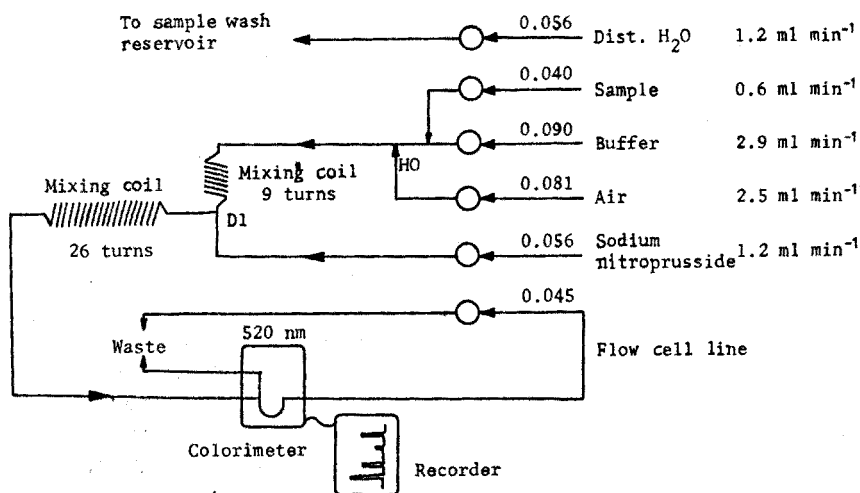 To sample wash
reservoir
0.056
Dist. H₂O
1.2 ml min⁻¹
0.040
Sample
0.6 ml min⁻¹
0.090
Buffer
2.9 ml min⁻¹
HO
0.081
Air
2.5 ml min⁻¹
Mixing coil
9 turns
Mixing coil
26 turns
D1
0.056
Sodium
nitroprusside
1.2 ml min⁻¹
0.045
Flow cell line
Waste
520 nm
Colorimeter
Recorder